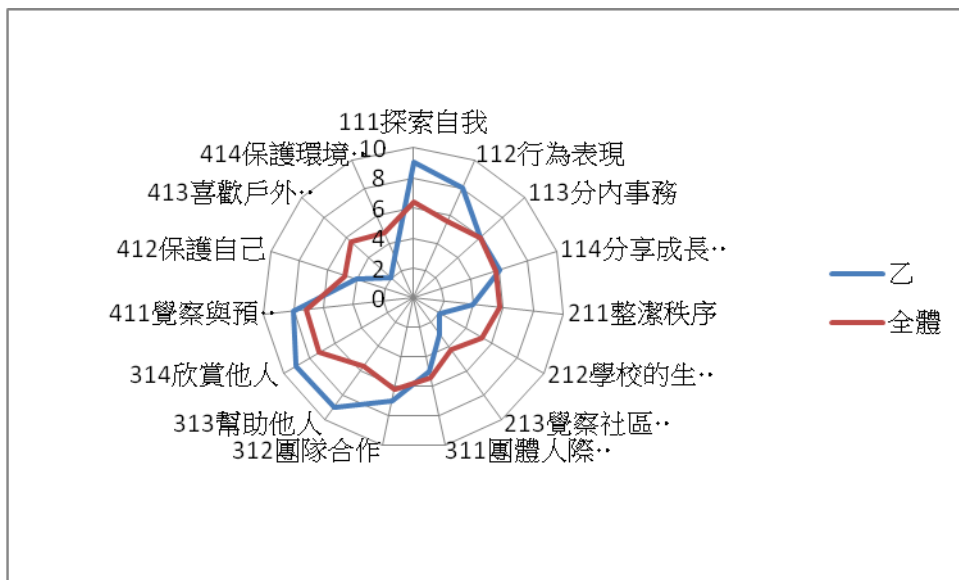 111探索自我
112行為表現
113分內事務
114分享成長‥
211整潔秩序
212學校的生‥
213覺察社區‥
311團體人際‥
312團隊合作
313幫助他人
314欣賞他人
411覺察與預‥
412保護自己
413喜歡戶外‥
414保護環境‥
10
8
6
4
2
0
乙
全體